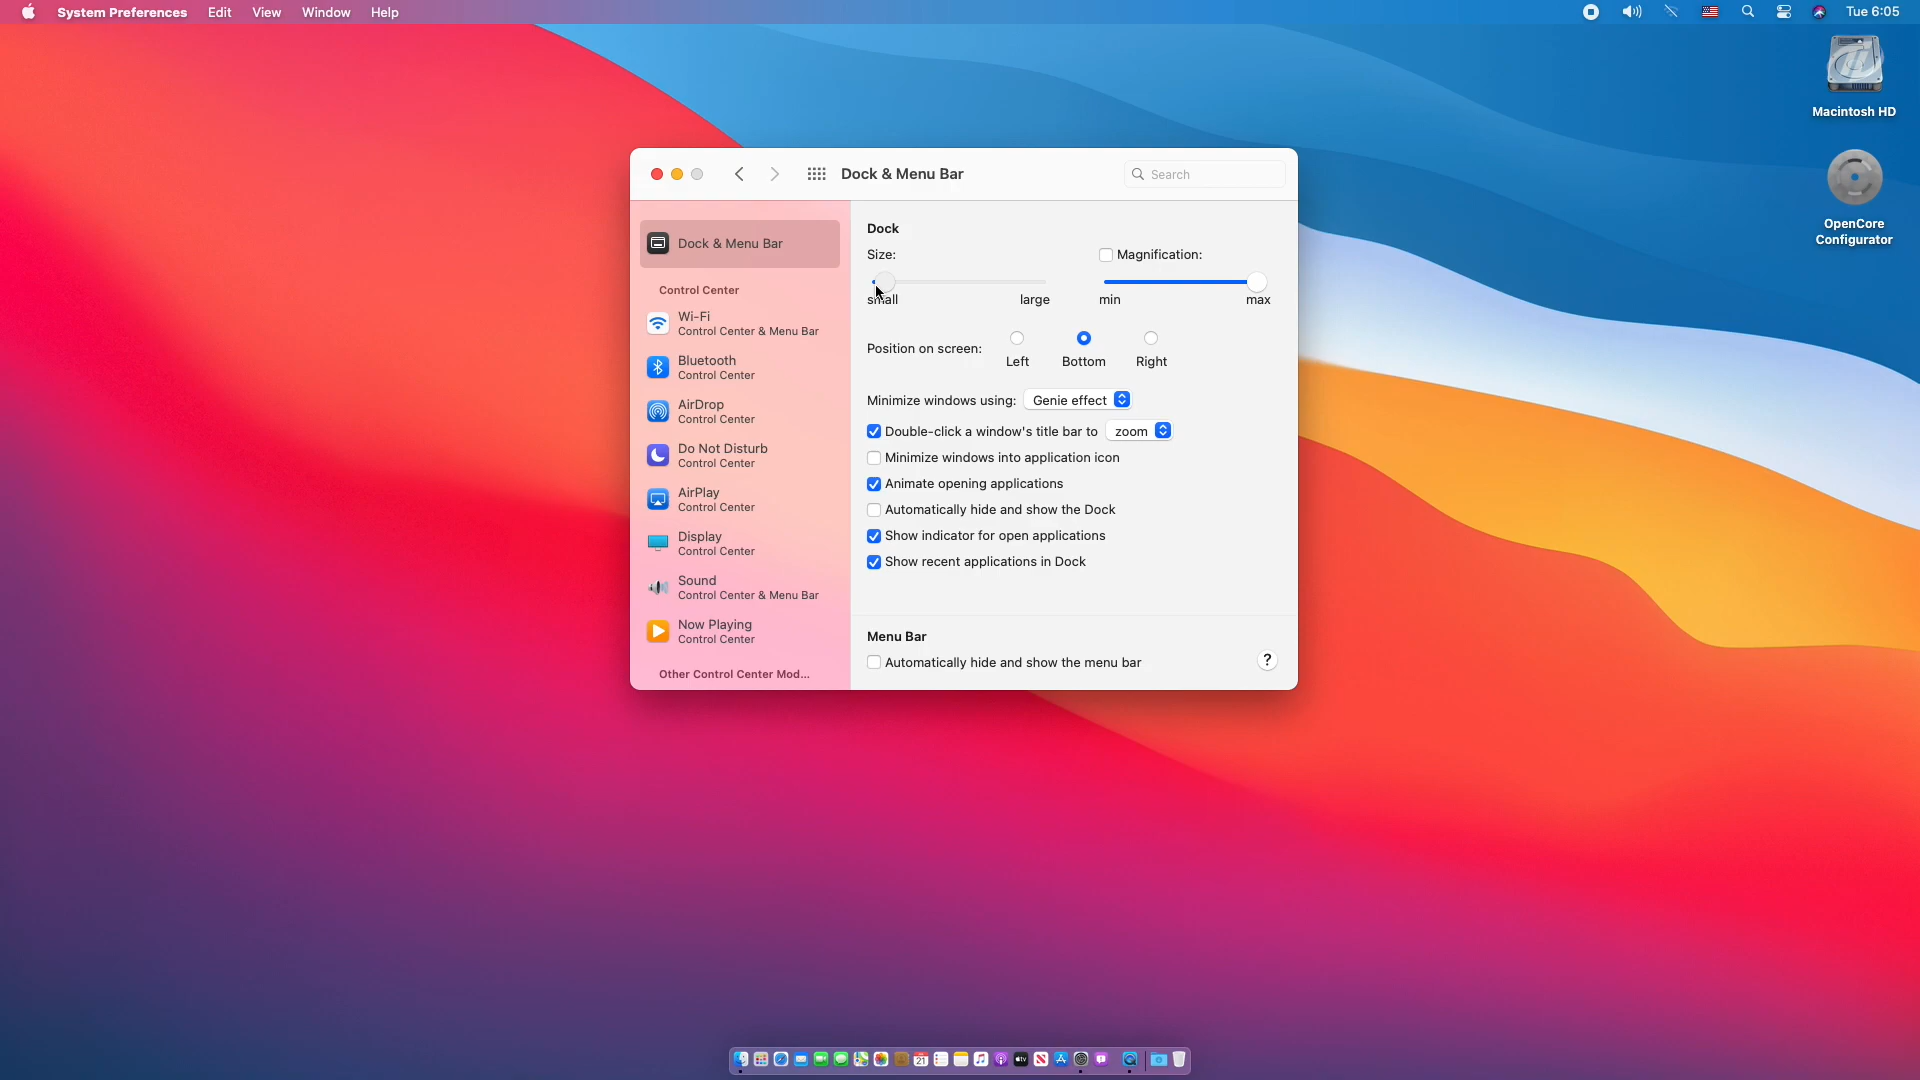 System Preferences Edit View Window Help Tue 6:05
Macintosh HD
OpenCore
Configurator
Dock & Menu Bar
Search
Dock & Menu Bar
Control Center
Wi-Fi
Control Center & Menu Bar
Bluetooth
Control Center
AirDrop
Control Center
Do Not Disturb
Control Center
AirPlay
Control Center
Display
Control Center
Sound
Control Center & Menu Bar
Now Playing
Control Center
Other Control Center Mod...
Dock
Size:
small large
Magnification:
min max
Position on screen:
Left Bottom Right
Minimize windows using: Genie effect
Double-click a window's title bar to zoom
Minimize windows into application icon
Animate opening applications
Automatically hide and show the Dock
Show indicator for open applications
Show recent applications in Dock
Menu Bar
Automatically hide and show the menu bar
?
21